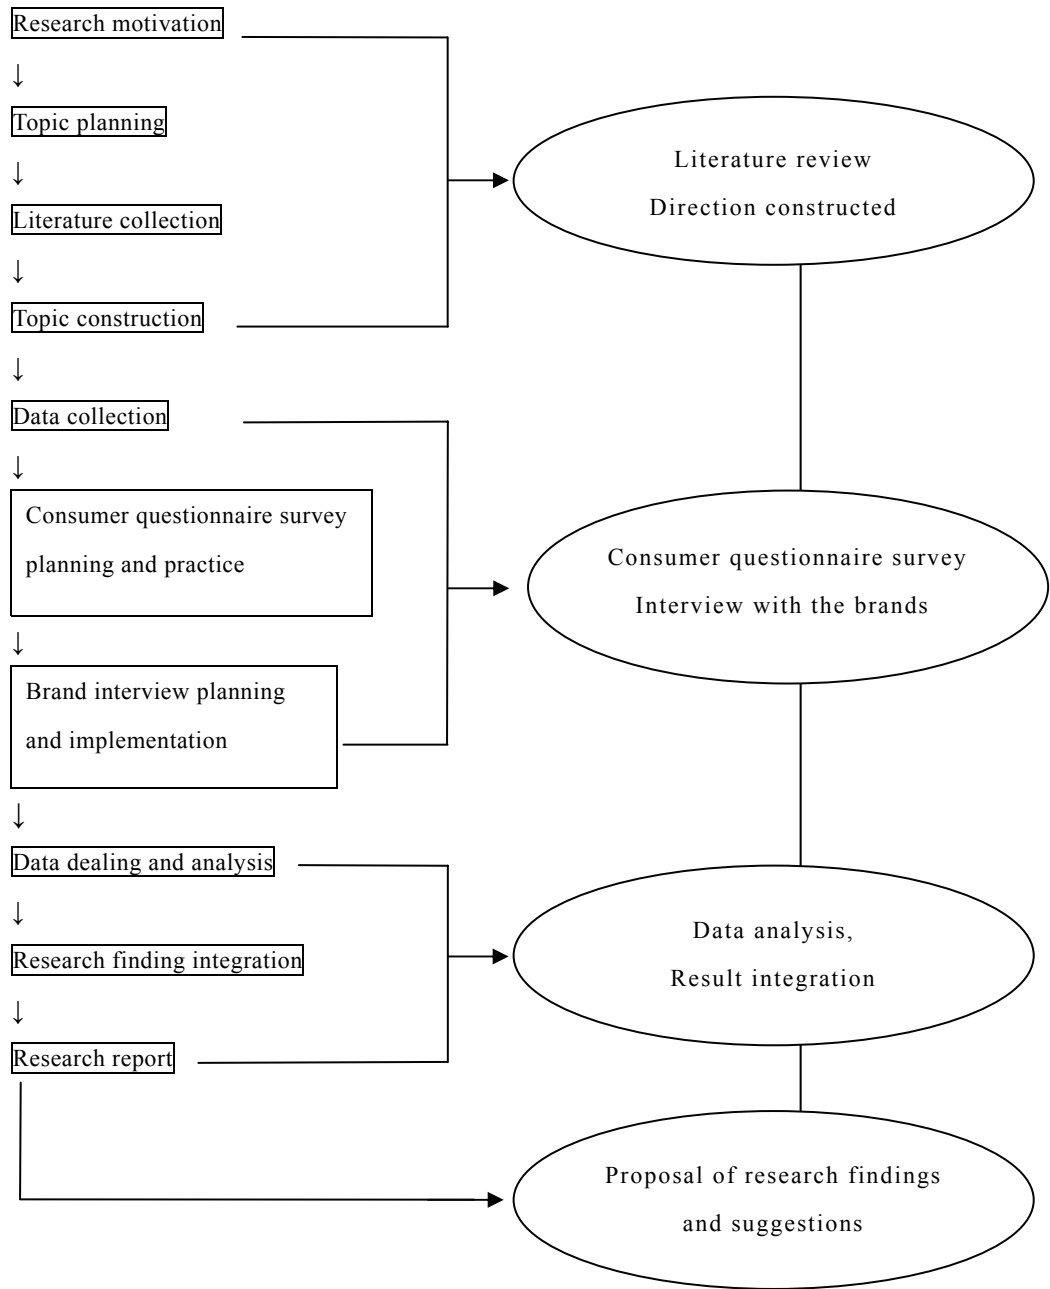 Research motivation
↓
Topic planning
↓
Literature collection
↓
Topic construction
↓
Data collection
↓
Consumer questionnaire survey
planning and practice
↓
Brand interview planning
and implementation
↓
Data dealing and analysis
↓
Research finding integration
↓
Research report
Literature review
Direction constructed
Consumer questionnaire survey
Interview with the brands
Data analysis,
Result integration
Proposal of research findings
and suggestions